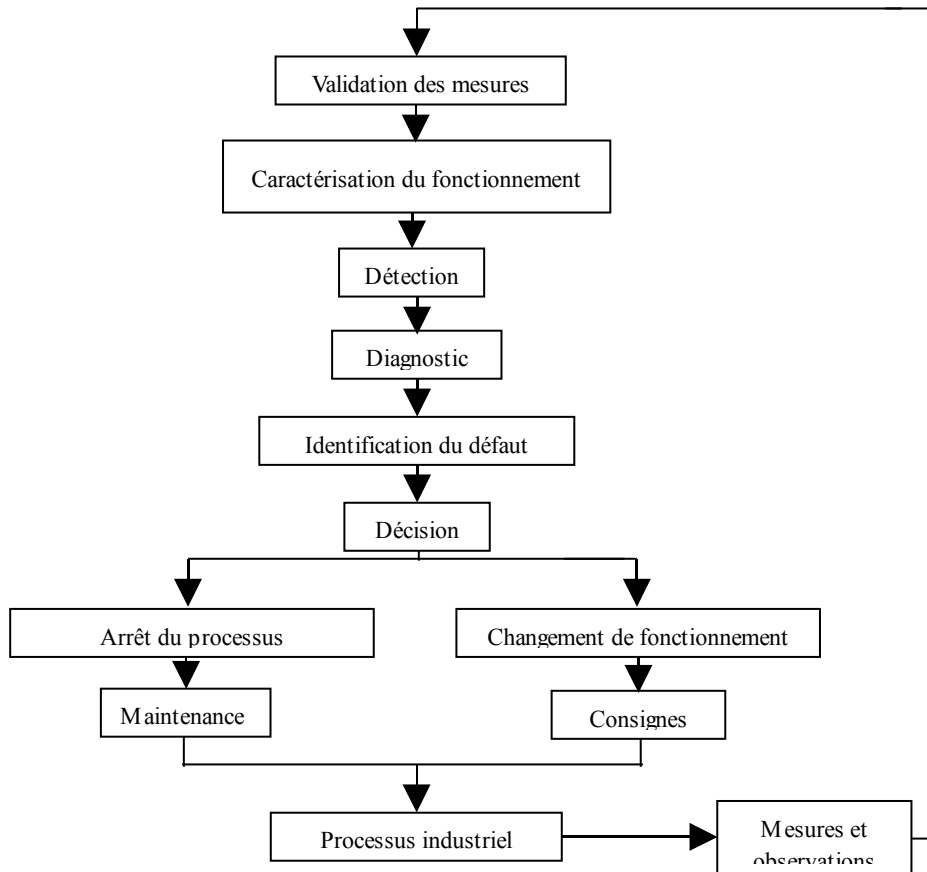 Validation des mesures
Caractérisation du fonctionnement
Détection
Diagnostic
Identification du défaut
Décision
Arrêt du processus
Changement de fonctionnement
Maintenance
Consignes
Processus industriel
Mesures et
observations